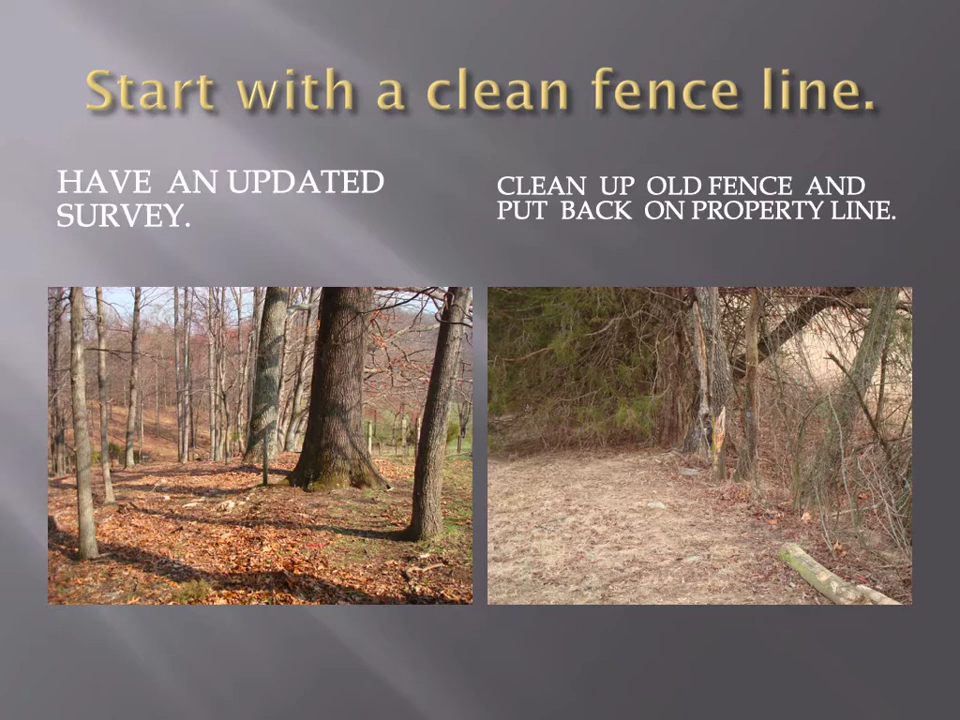 Start with a clean fence line.
HAVE AN UPDATED
SURVEY.
CLEAN UP OLD FENCE AND
PUT BACK ON PROPERTY LINE.